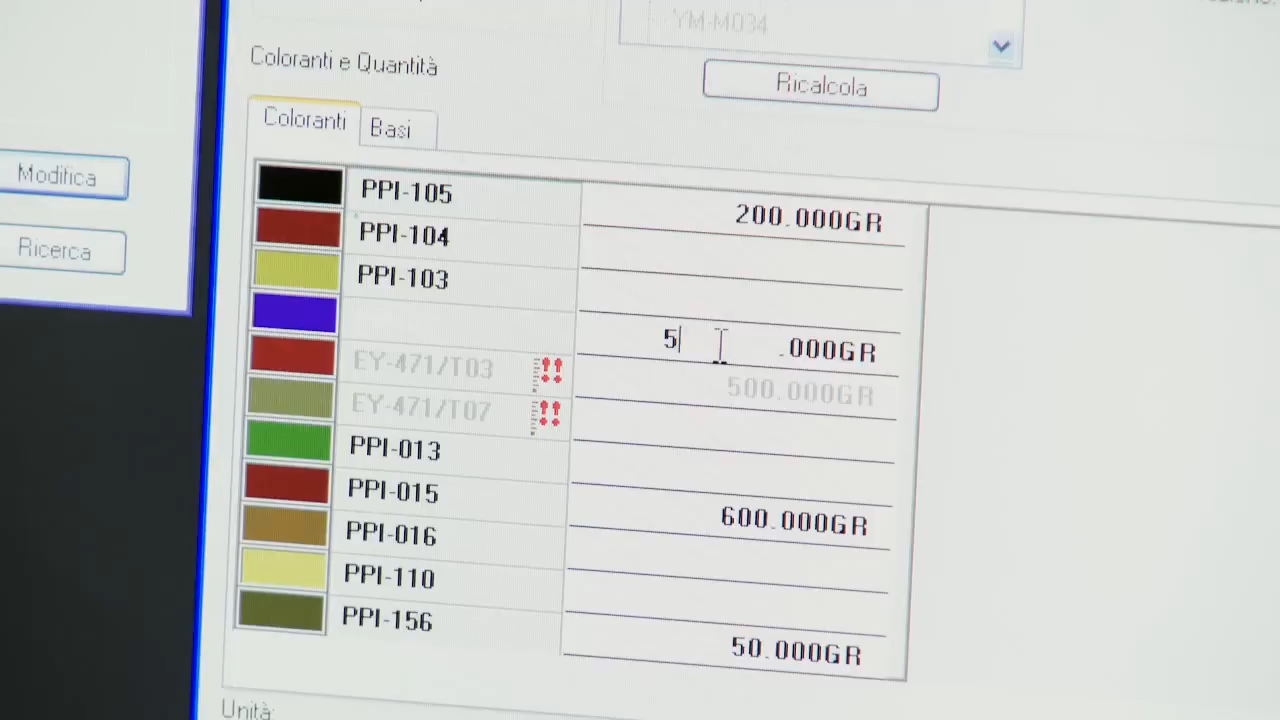 YM-M034
Coloranti e Quantità
Ricalcola
Coloranti Basi
Modifica
Ricerca
PPI-105 200.000GR
PPI-104
PPI-103
5 .000GR
EY-471/T03 500.000GR
EY-471/T07
PPI-013
PPI-015 600.000GR
PPI-016
PPI-110
PPI-156 50.000GR
Unità: